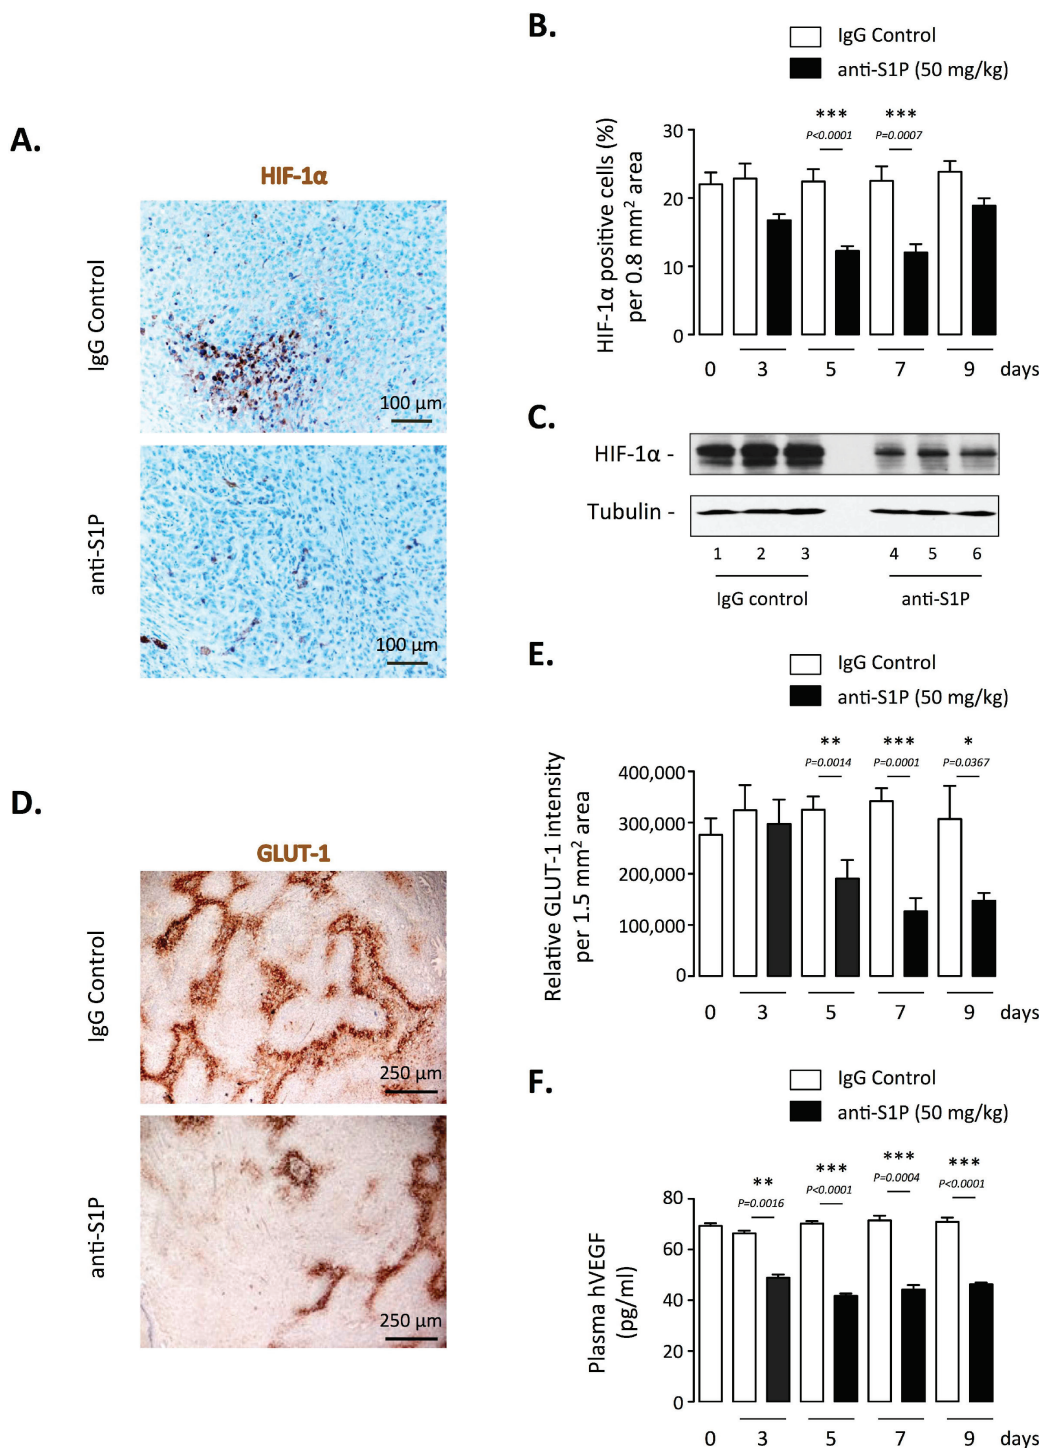 A.
HIF-1α
IgG Control
100 µm
anti-S1P
100 µm
B.
IgG Control
anti-S1P (50 mg/kg)
HIF-1α positive cells (%)
per 0.8 mm² area
30
20
10
0
***
P<0.0001
***
P=0.0007
0 3 5 7 9 days
C.
HIF-1α -
Tubulin -
1 2 3 4 5 6
IgG control anti-S1P
D.
GLUT-1
IgG Control
250 µm
anti-S1P
250 µm
E.
IgG Control
anti-S1P (50 mg/kg)
Relative GLUT-1 intensity
per 1.5 mm² area
400,000
300,000
200,000
100,000
0
**
P=0.0014
***
P=0.0001
*
P=0.0367
0 3 5 7 9 days
F.
IgG Control
anti-S1P (50 mg/kg)
Plasma hVEGF
(pg/ml)
80
60
40
20
0
**
P=0.0016
***
P<0.0001
***
P=0.0004
***
P<0.0001
0 3 5 7 9 days